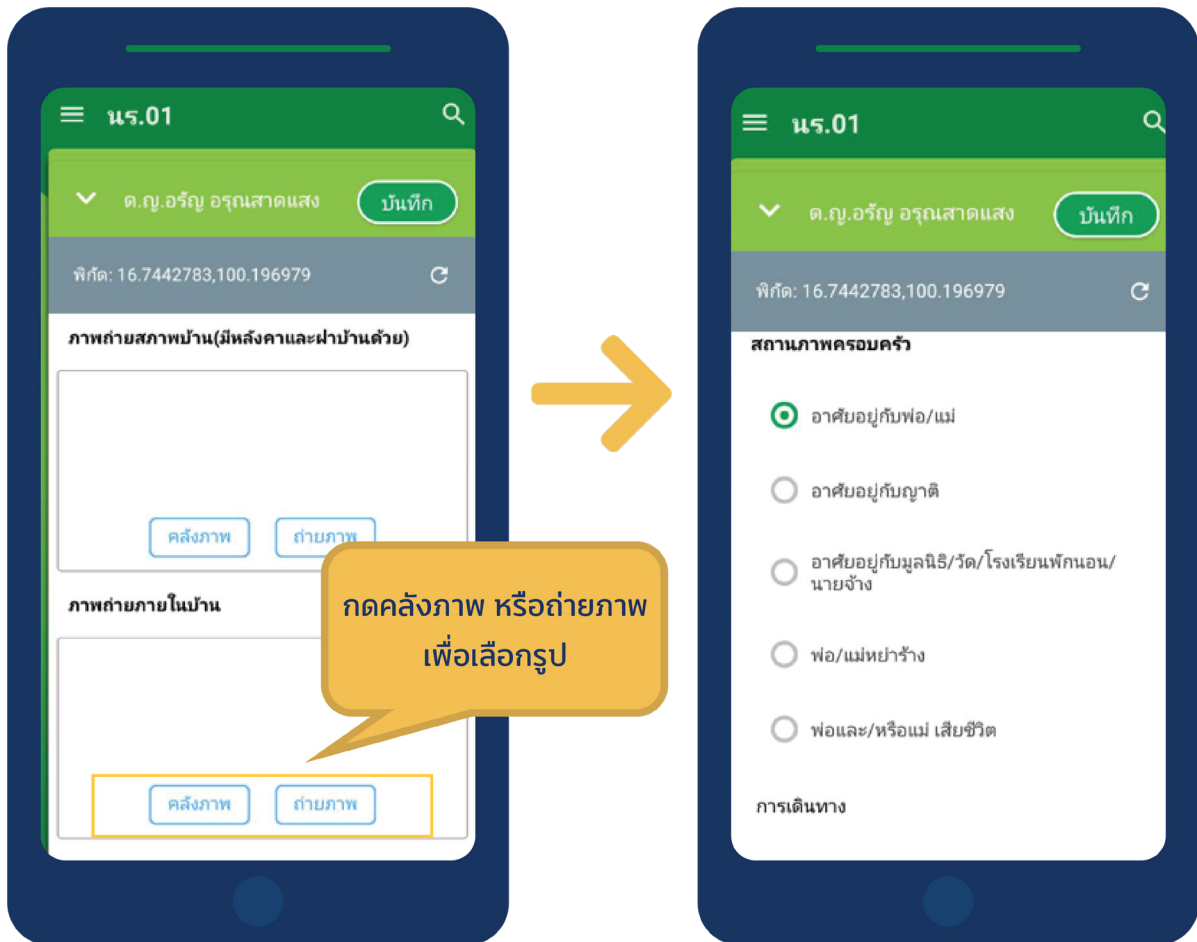 นร.01
ด.ญ.อรัญ อรุณสาดแสง
บันทึก
พิกัด: 16.7442783,100.196979
ภาพถ่ายสภาพบ้าน(มีหลังคาและฝาบ้านด้วย)
คลังภาพ
ถ่ายภาพ
ภาพถ่ายภายในบ้าน
กดคลังภาพ หรือถ่ายภาพ
เพื่อเลือกรูป
คลังภาพ
ถ่ายภาพ
นร.01
ด.ญ.อรัญ อรุณสาดแสง
บันทึก
พิกัด: 16.7442783,100.196979
สถานภาพครอบครัว
อาศัยอยู่กับพ่อ/แม่
อาศัยอยู่กับญาติ
อาศัยอยู่กับมูลนิธิ/วัด/โรงเรียนพักนอน/
นายจ้าง
พ่อ/แม่หย่าร้าง
พ่อและ/หรือแม่ เสียชีวิต
การเดินทาง